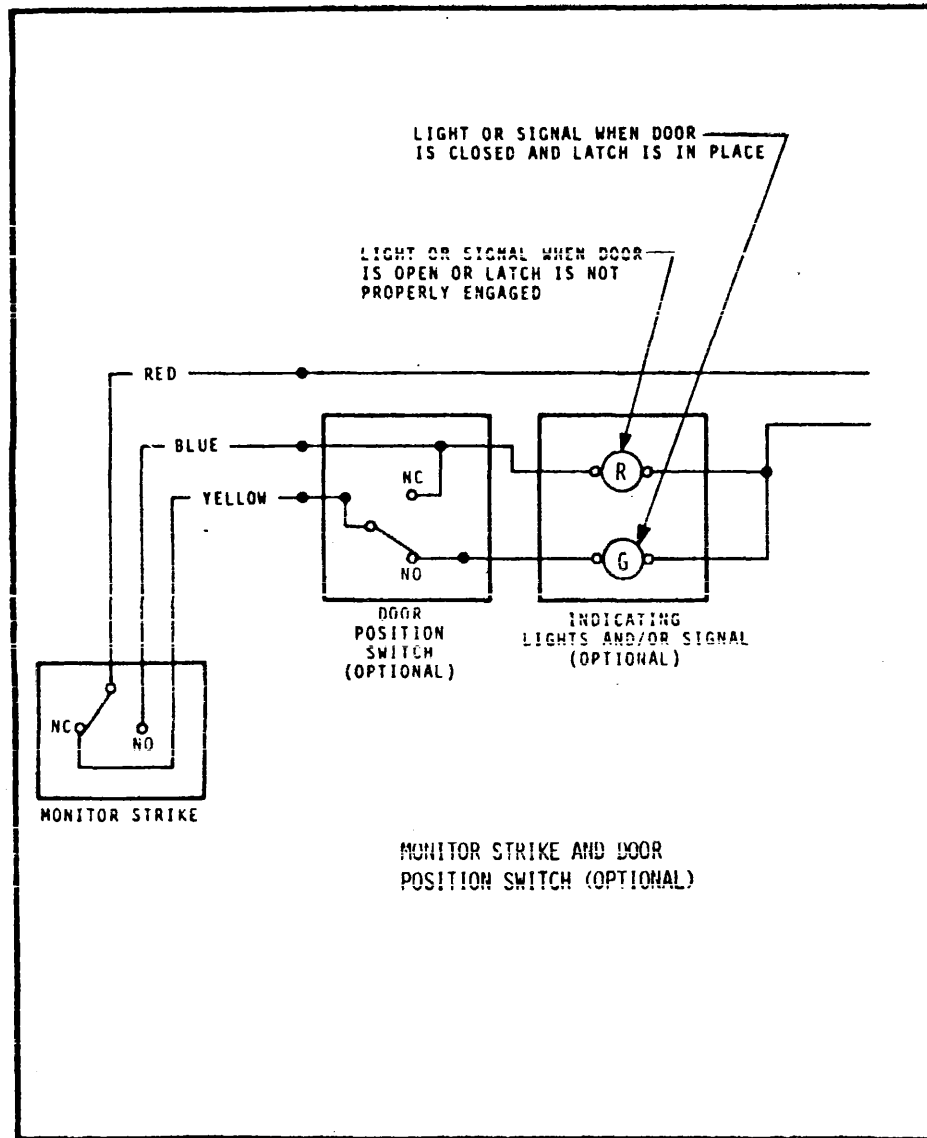 LIGHT OR SIGNAL WHEN DOOR
IS CLOSED AND LATCH IS IN PLACE
LIGHT OR SIGNAL WHEN DOOR
IS OPEN OR LATCH IS NOT
PROPERLY ENGAGED
RED
BLUE
YELLOW
NC
NO
R
G
DOOR
POSITION
SWITCH
(OPTIONAL)
INDICATING
LIGHTS AND/OR SIGNAL
(OPTIONAL)
NC
NO
MONITOR STRIKE
MONITOR STRIKE AND DOOR
POSITION SWITCH (OPTIONAL)